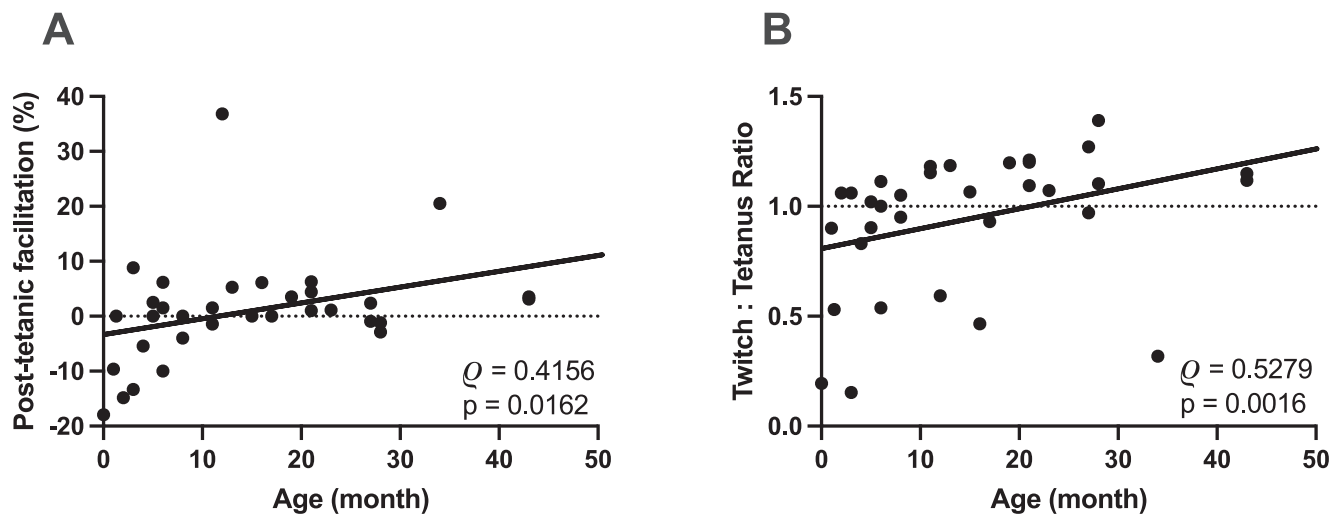 A
Post-tetanic facilitation (%)
40
30
20
10
0
-10
-20
0 10 20 30 40 50
Age (month)
ϱ = 0.4156
p = 0.0162
B
Twitch : Tetanus Ratio
1.5
1.0
0.5
0.0
0 10 20 30 40 50
Age (month)
ϱ = 0.5279
p = 0.0016